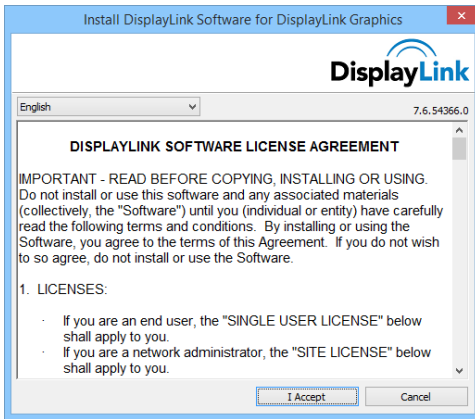 Install DisplayLink Software for DisplayLink Graphics
DisplayLink
English
7.6.54366.0
DISPLAYLINK SOFTWARE LICENSE AGREEMENT
IMPORTANT - READ BEFORE COPYING, INSTALLING OR USING.
Do not install or use this software and any associated materials
(collectively, the "Software") until you (individual or entity) have carefully
read the following terms and conditions. By installing or using the
Software, you agree to the terms of this Agreement. If you do not wish
to so agree, do not install or use the Software.
1. LICENSES:
· If you are an end user, the "SINGLE USER LICENSE" below
shall apply to you.
· If you are a network administrator, the "SITE LICENSE" below
shall apply to you.
I Accept
Cancel